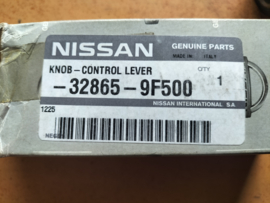 NISSAN
GENUINE PARTS
MADE IN ITALY
KNOB-CONTROL LEVER
QTY
1
-32865-9F500
NISSAN INTERNATIONAL SA
1225